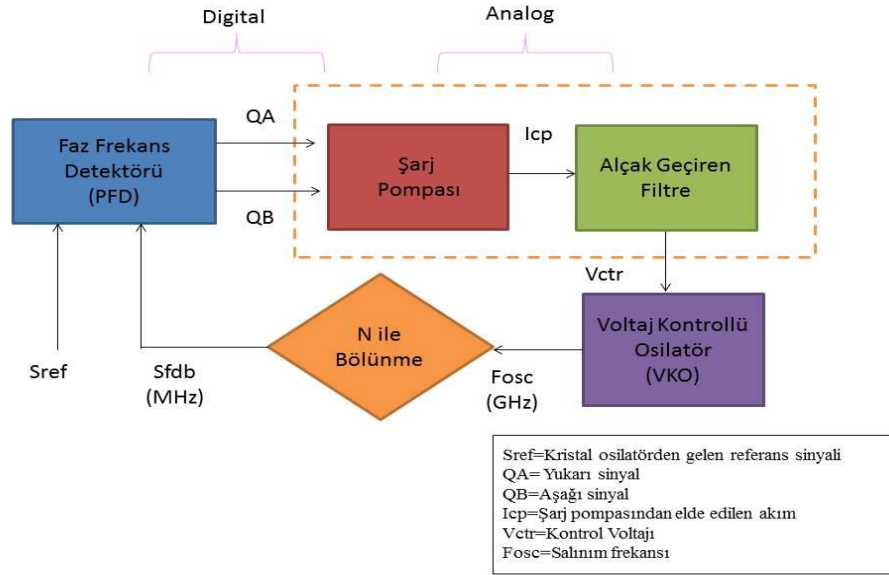 Digital
Analog
QA
Icp
Faz Frekans
Detektörü
(PFD)
Şarj
Pompası
Alçak Geçiren
Filtre
QB
Vctr
N ile
Bölünme
Voltaj Kontrollü
Osilatör
(VKO)
Sref
Sfdb
(MHz)
Fosc
(GHz)
Sref=Kristal osilatörden gelen referans sinyali
QA= Yukarı sinyal
QB=Aşağı sinyal
Icp=Şarj pompasından elde edilen akım
Vctr=Kontrol Voltajı
Fosc=Salınım frekansı